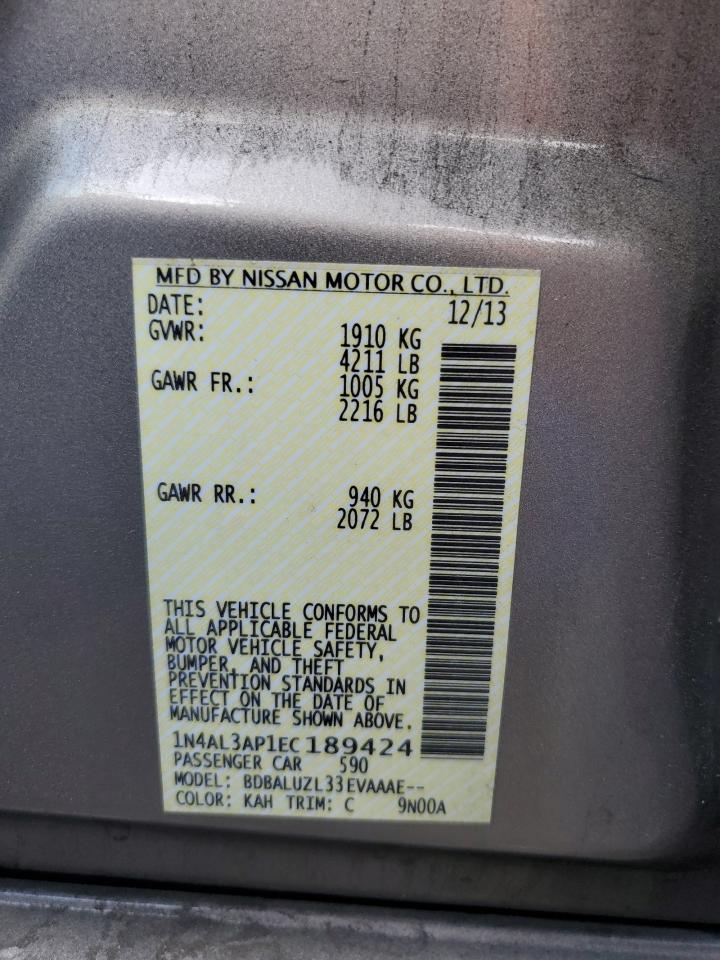 MFD BY NISSAN MOTOR CO., LTD.
DATE: 12/13
GVWR: 1910 KG
4211 LB
GAWR FR.: 1005 KG
2216 LB
GAWR RR.: 940 KG
2072 LB
THIS VEHICLE CONFORMS TO
ALL APPLICABLE FEDERAL
MOTOR VEHICLE SAFETY,
BUMPER, AND THEFT
PREVENTION STANDARDS IN
EFFECT ON THE DATE OF
MANUFACTURE SHOWN ABOVE.
1N4AL3AP1EC189424
PASSENGER CAR 590
MODEL: BDBALUZL33EVAAAE--
COLOR: KAH TRIM: C 9N00A